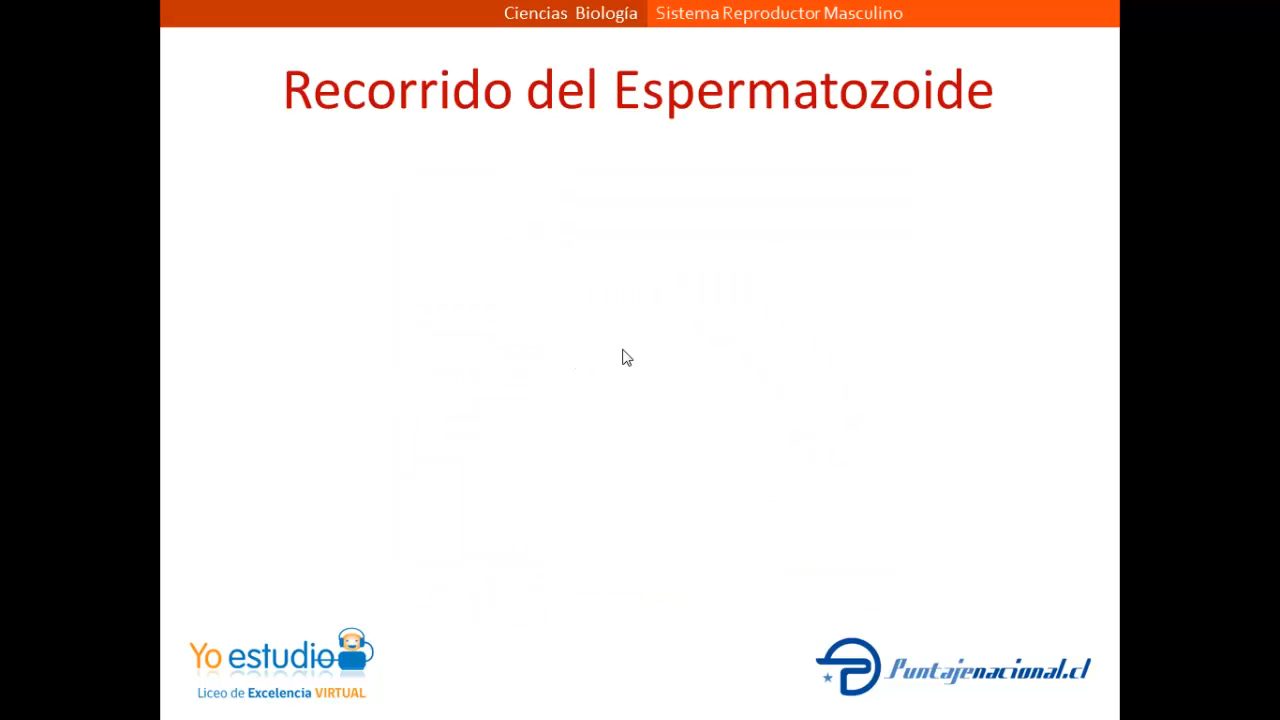 Ciencias Biología Sistema Reproductor Masculino
Recorrido del Espermatozoide
Yo estudio
Liceo de Excelencia VIRTUAL
Puntajenacional.cl